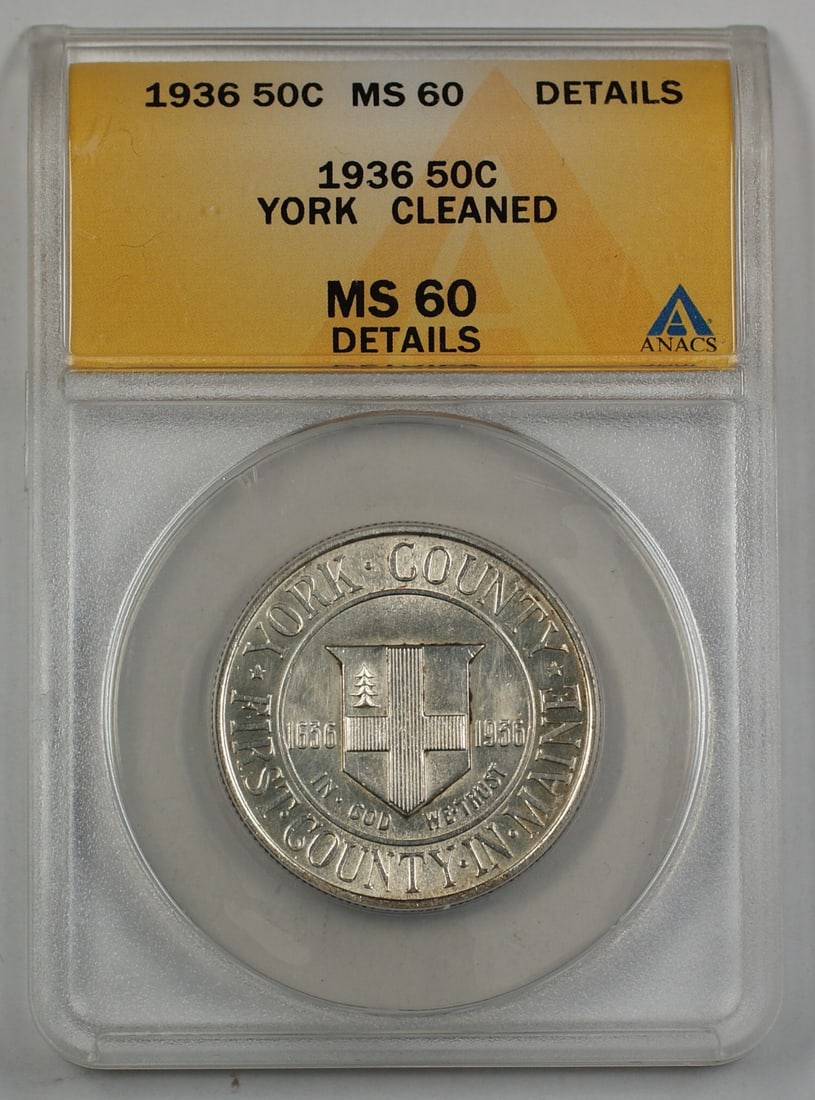 1936 50C MS 60 DETAILS
1936 50C
YORK CLEANED
MS 60
DETAILS
ANACS
YORK · COUNTY
FIRST · COUNTY · IN · MAINE
1636 1936
IN · GOD WE · TRUST